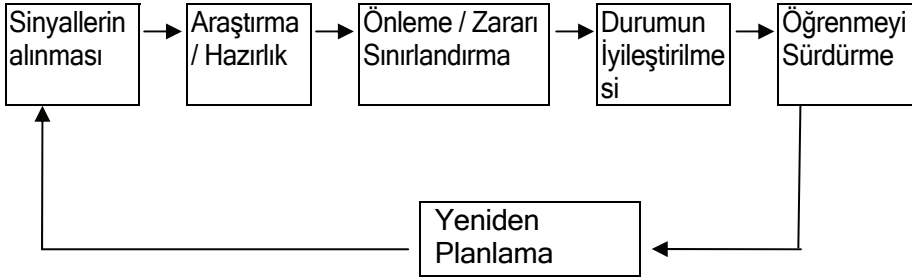 Sinyallerin
alınması
Araştırma
/ Hazırlık
Önleme / Zararı
Sınırlandırma
Durumun
İyileştirilme
si
Öğrenmeyi
Sürdürme
Yeniden
Planlama